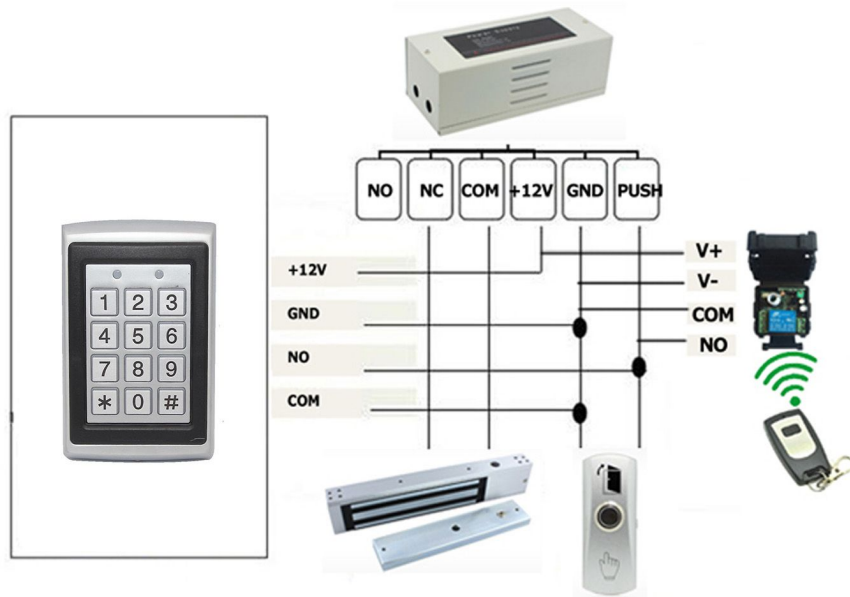 NO NC COM +12V GND PUSH
V+
+12V
V-
GND
COM
NO
NO
COM
1 2 3
4 5 6
7 8 9
* 0 #